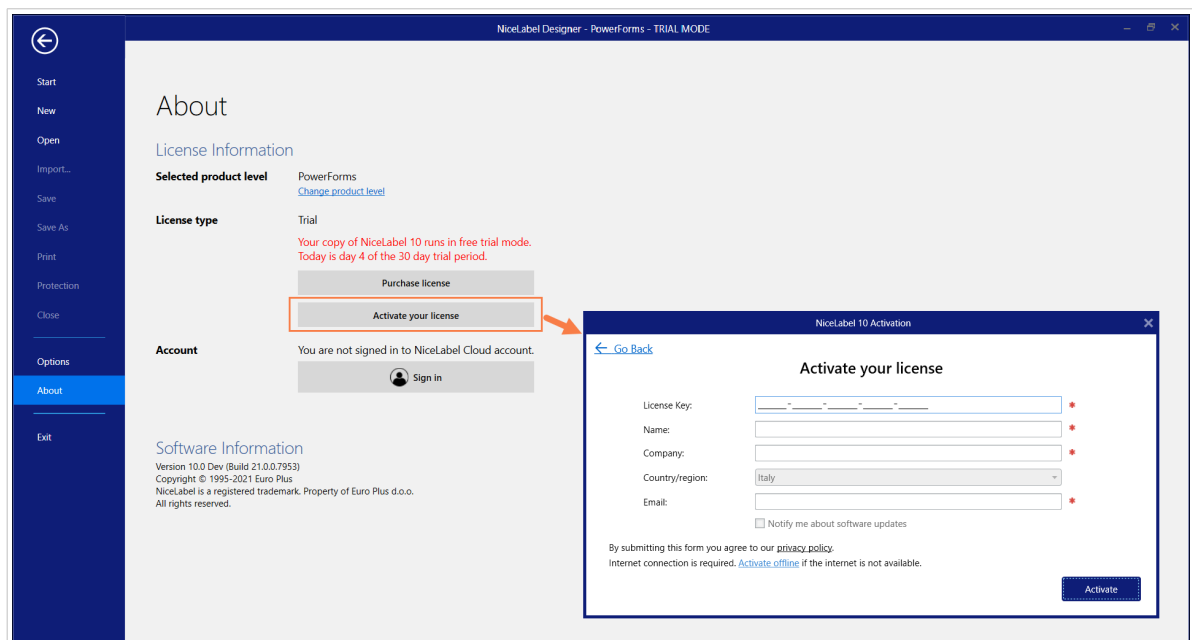 NiceLabel Designer - PowerForms - TRIAL MODE
Start
New
Open
Import...
Save
Save As
Print
Protection
Close
Options
About
Exit
About
License Information
Selected product level PowerForms
Change product level
License type Trial
Your copy of NiceLabel 10 runs in free trial mode.
Today is day 4 of the 30 day trial period.
Purchase license
Activate your license
Account You are not signed in to NiceLabel Cloud account.
Sign in
Software Information
Version 10.0 Dev (Build 21.0.0.7953)
Copyright © 1995-2021 Euro Plus
NiceLabel is a registered trademark. Property of Euro Plus d.o.o.
All rights reserved.
NiceLabel 10 Activation
Go Back
Activate your license
License Key: _____-_____-_____-_____-_____ *
Name: *
Company: *
Country/region: Italy
Email: *
Notify me about software updates
By submitting this form you agree to our privacy policy.
Internet connection is required. Activate offline if the internet is not available.
Activate